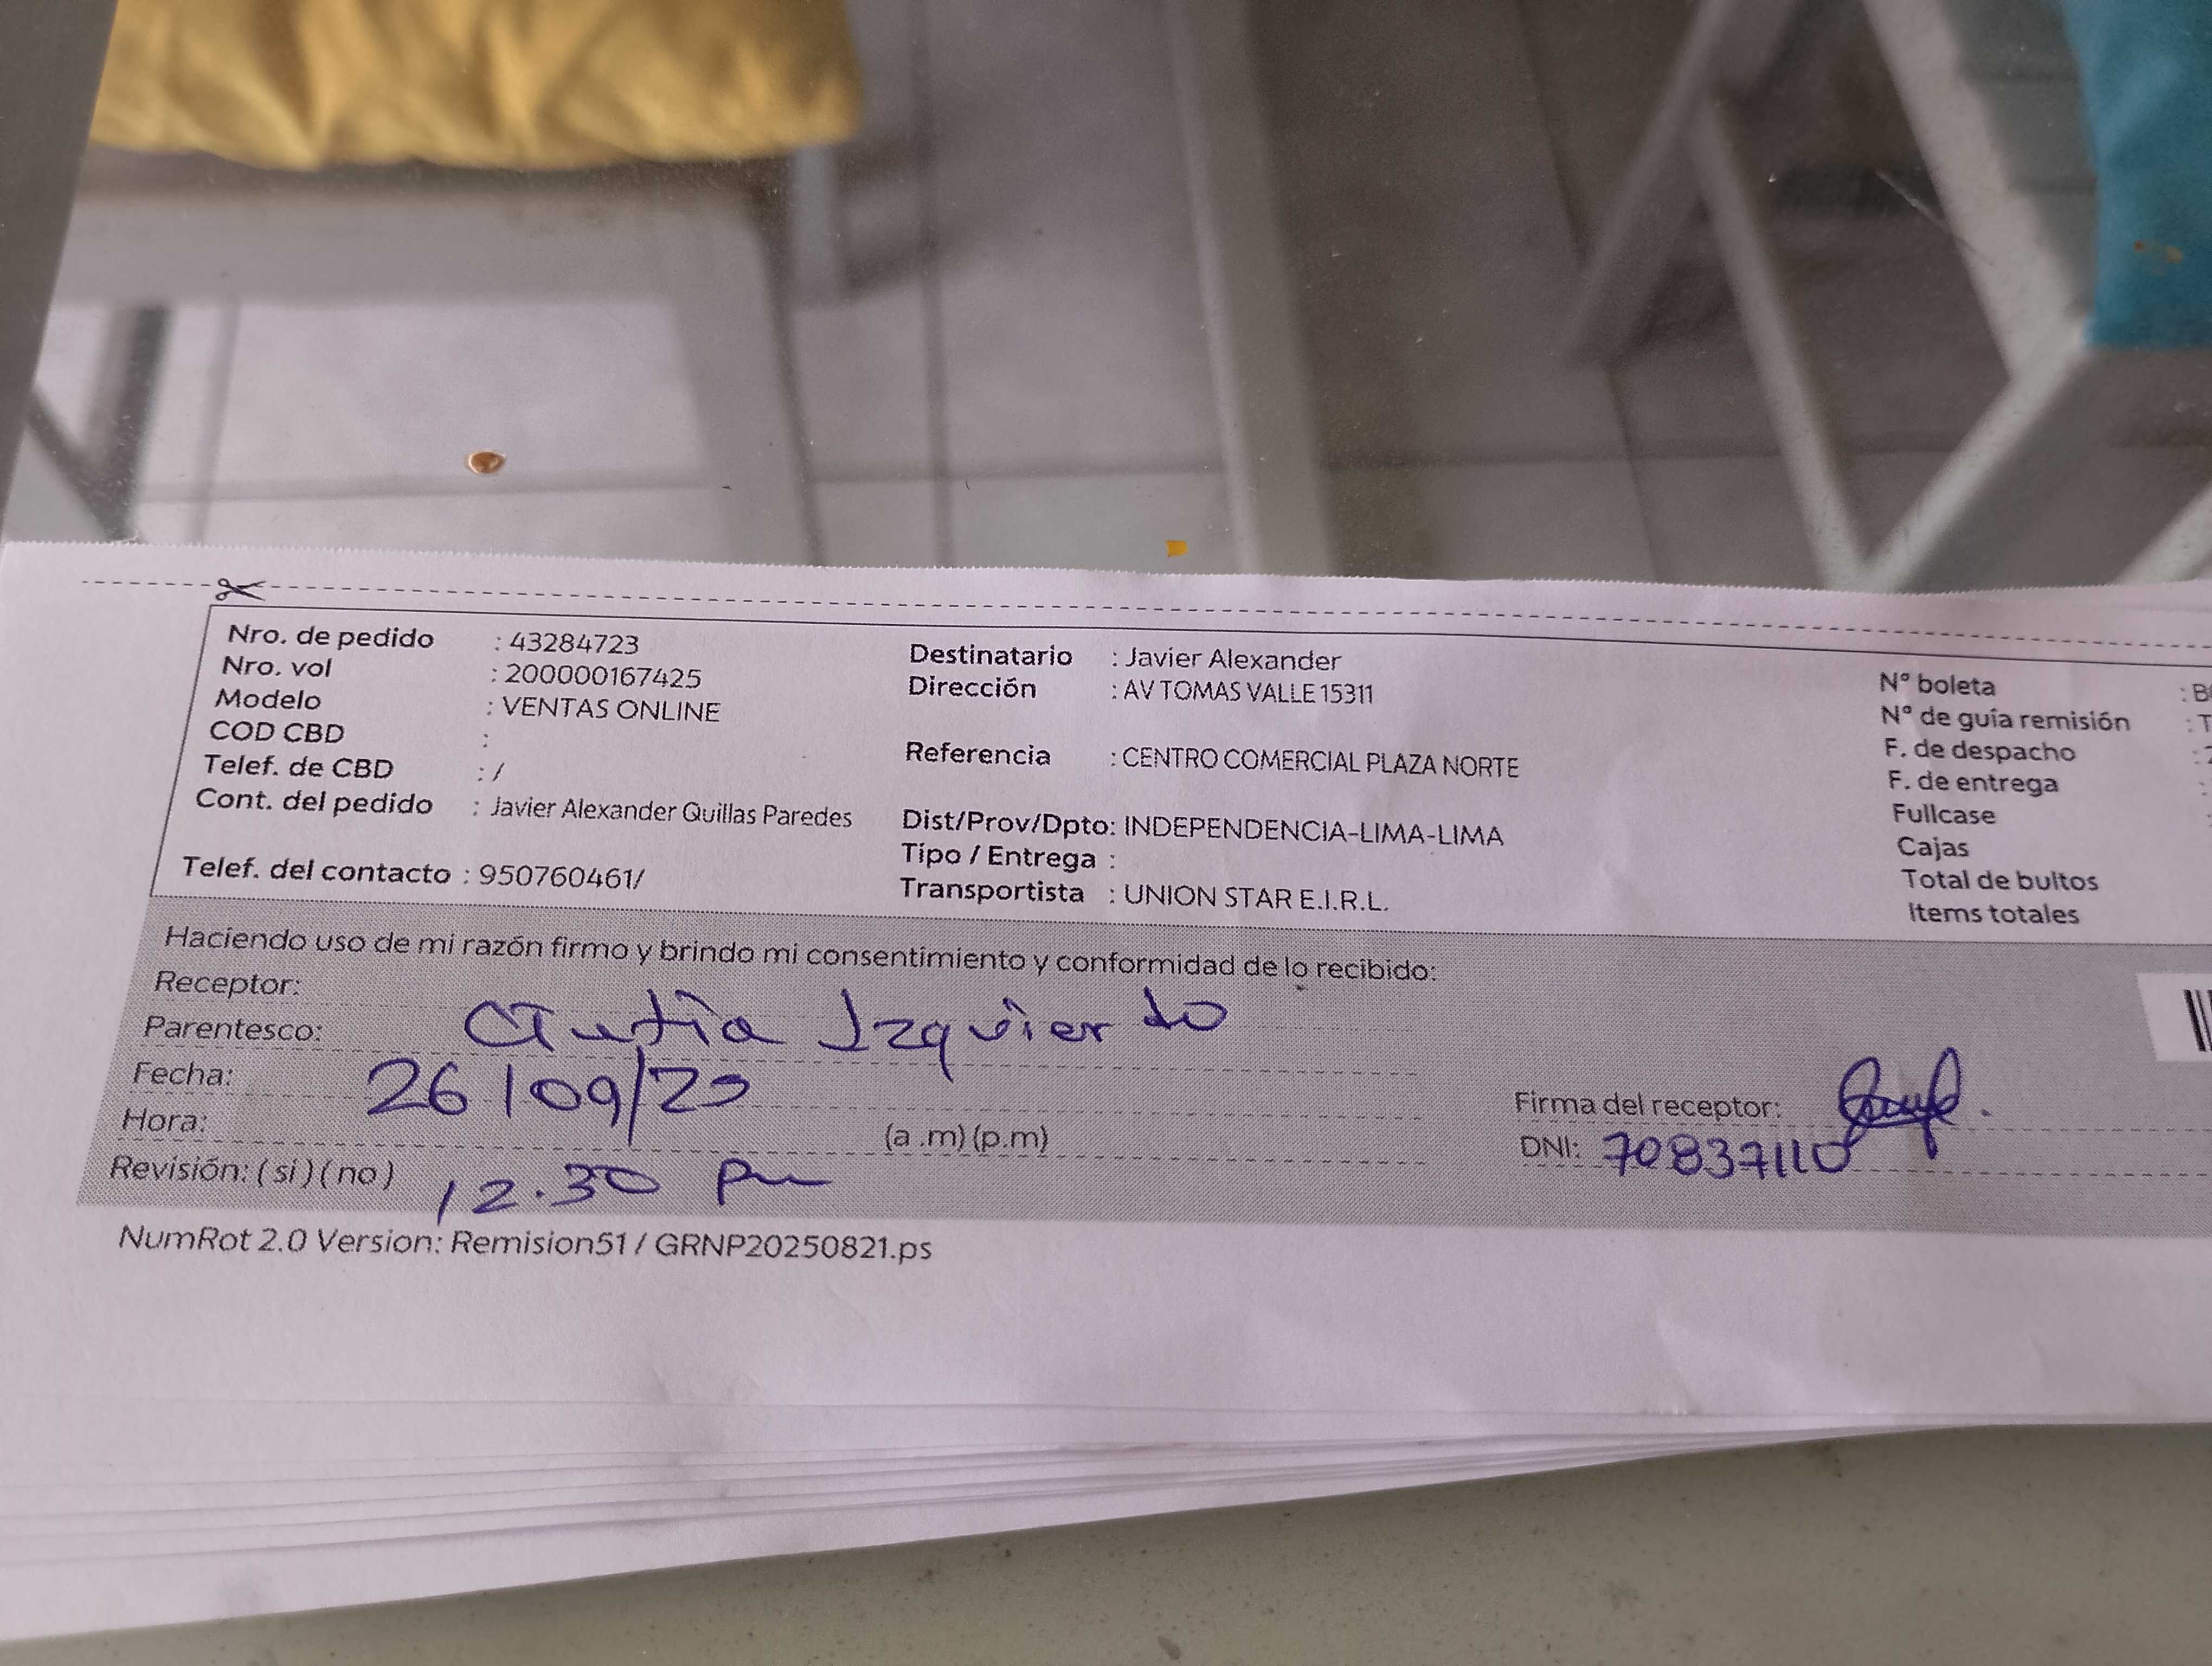 Nro. de pedido : 43284723
Nro. vol : 200000167425
Modelo : VENTAS ONLINE
COD CBD :
Telef. de CBD : /
Cont. del pedido : Javier Alexander Quillas Paredes
Telef. del contacto : 950760461/
Destinatario : Javier Alexander
Dirección : AV TOMAS VALLE 15311
Referencia : CENTRO COMERCIAL PLAZA NORTE
Dist/Prov/Dpto: INDEPENDENCIA-LIMA-LIMA
Tipo / Entrega :
Transportista : UNION STAR E.I.R.L.
N° boleta : B
N° de guía remisión : T
F. de despacho : 2
F. de entrega :
Fullcase :
Cajas
Total de bultos
Items totales
Haciendo uso de mi razón firmo y brindo mi consentimiento y conformidad de lo recibido:
Receptor:
Parentesco: Izquierdo
Fecha: 26/09/25
Hora: (a .m) (p.m)
Revisión: (si) (no) 12.30 pm
Firma del receptor:
DNI: 70837110
NumRot 2.0 Version: Remision51 / GRNP20250821.ps